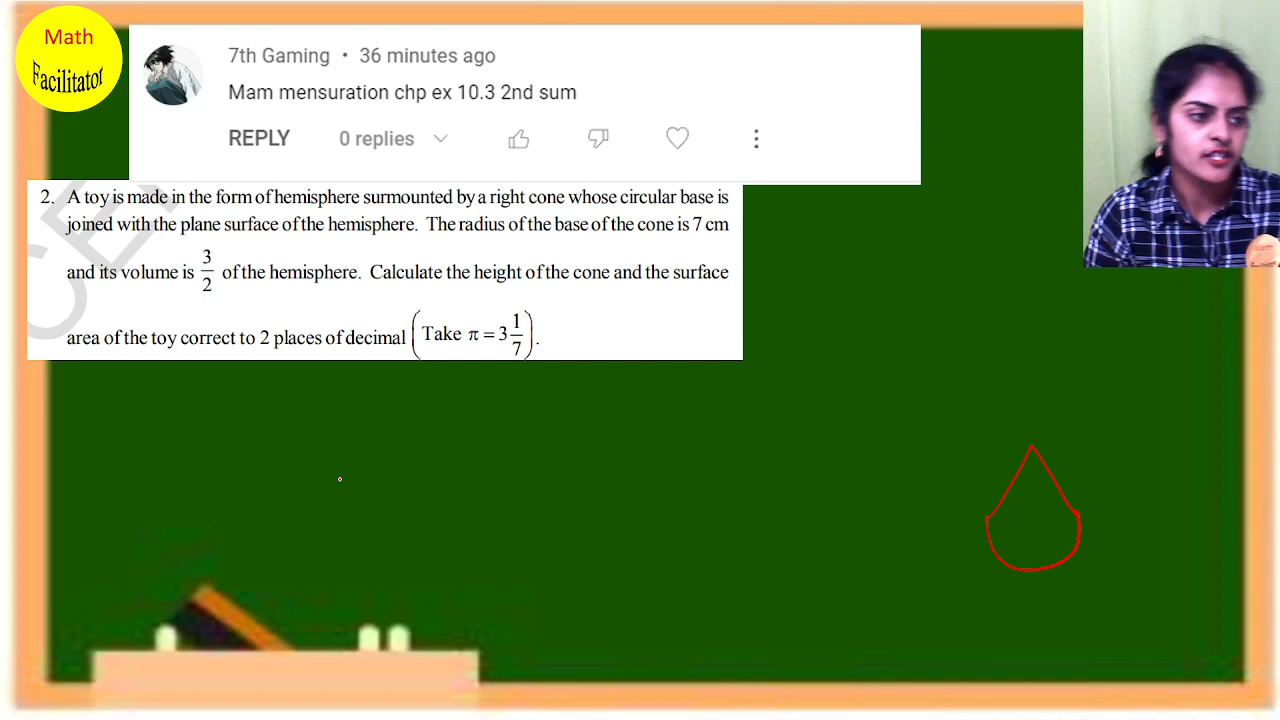 Math
Facilitator
7th Gaming • 36 minutes ago
Mam mensuration chp ex 10.3 2nd sum
REPLY 0 replies
2. A toy is made in the form of hemisphere surmounted by a right cone whose circular base is
joined with the plane surface of the hemisphere. The radius of the base of the cone is 7 cm
and its volume is 3/2 of the hemisphere. Calculate the height of the cone and the surface
area of the toy correct to 2 places of decimal (Take π = 3 1/7).